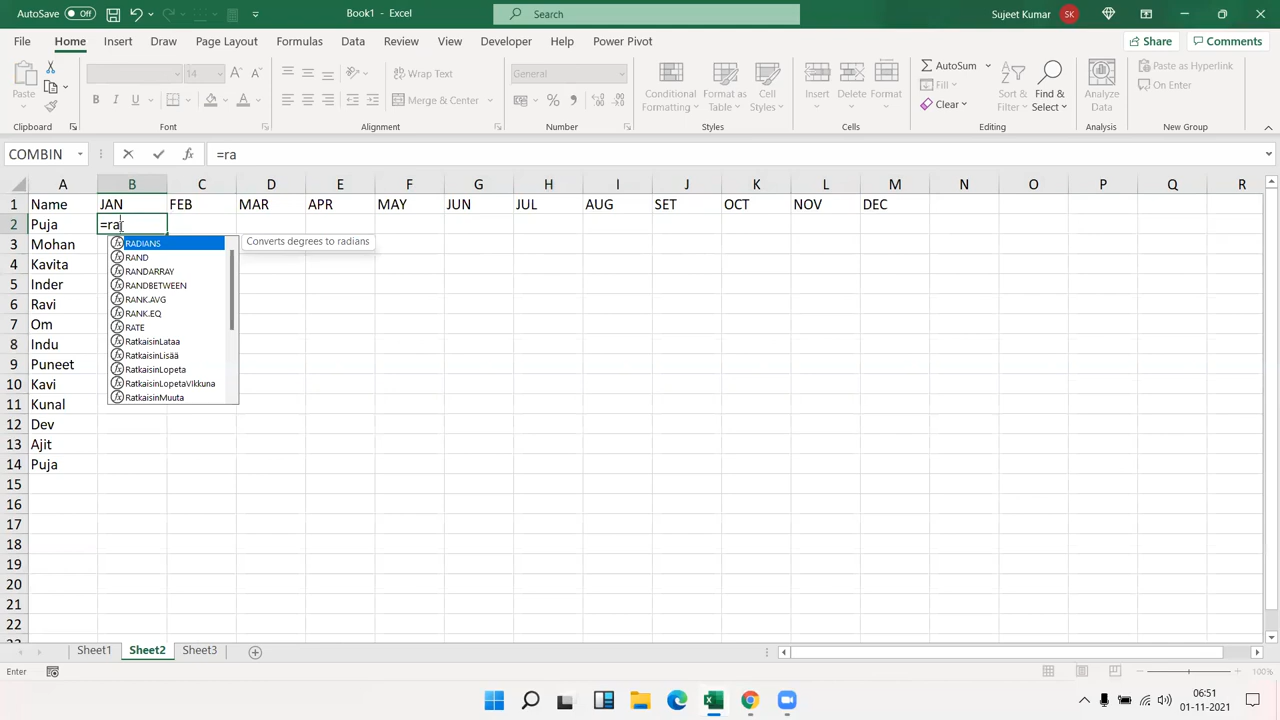 AutoSave Off Book1 - Excel Search Sujeet Kumar SK
File Home Insert Draw Page Layout Formulas Data Review View Developer Help Power Pivot Share Comments
Paste 14 A A Wrap Text General Conditional Formatting Format as Table Cell Styles Insert Delete Format AutoSum Fill Clear Sort & Filter Find & Select Analyze Data Paste as Hyperlink On Enter
B I U A Merge & Center % 9
Clipboard Font Alignment Number Styles Cells Editing Analysis New Group
COMBIN fx =ra
A B C D E F G H I J K L M N O P Q R
1 Name JAN FEB MAR APR MAY JUN JUL AUG SET OCT NOV DEC
2 Puja =ra
3 Mohan RADIANS Converts degrees to radians
RAND
4 Kavita RANDARRAY
5 Inder RANDBETWEEN
RANK.AVG
6 Ravi RANK.EQ
7 Om RATE
8 Indu RatkaisinLataa
RatkaisinLisää
9 Puneet RatkaisinLopeta
10 Kavi RatkaisinLopetaVIkkuna
11 Kunal RatkaisinMuuta
12 Dev
13 Ajit
14 Puja
15
16
17
18
19
20
21
22
23
Sheet1 Sheet2 Sheet3
Enter 100%
06:51
01-11-2021